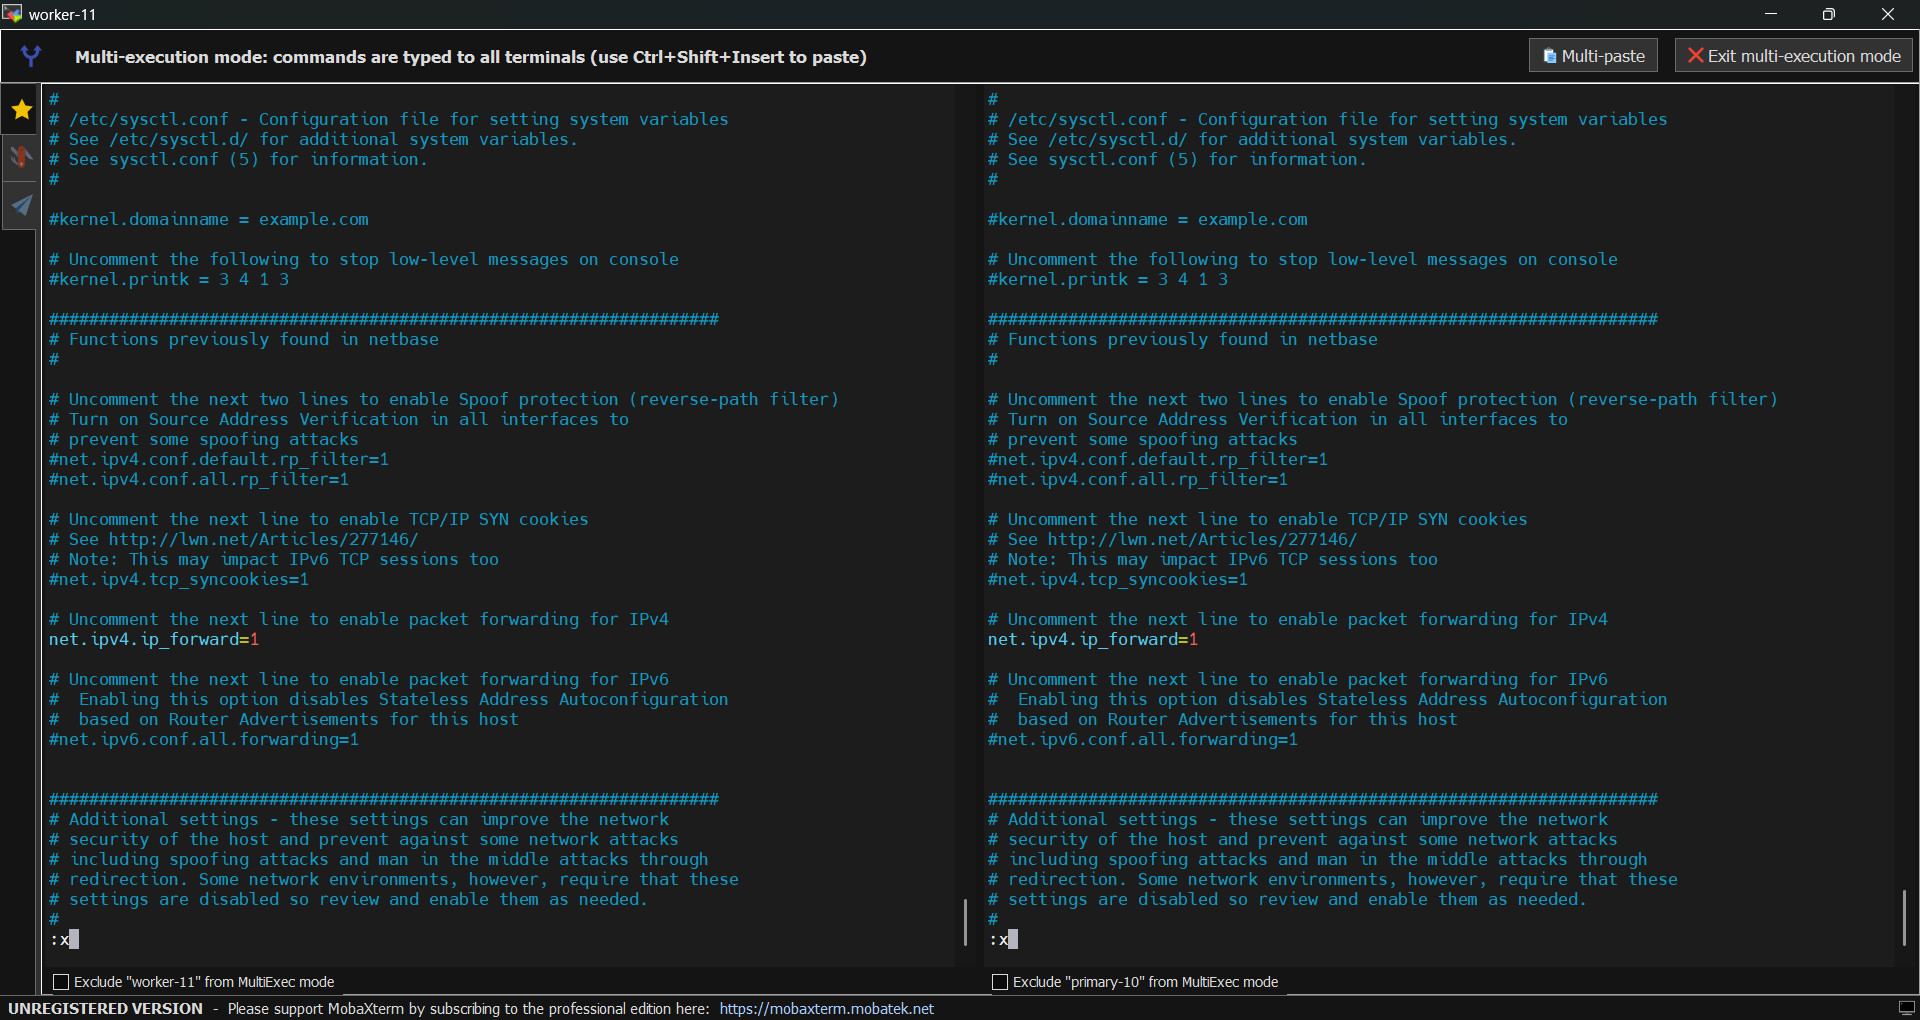 worker-11
Multi-execution mode: commands are typed to all terminals (use Ctrl+Shift+Insert to paste)
Multi-paste
Exit multi-execution mode
#
# /etc/sysctl.conf - Configuration file for setting system variables
# See /etc/sysctl.d/ for additional system variables.
# See sysctl.conf (5) for information.
#
#kernel.domainname = example.com
# Uncomment the following to stop low-level messages on console
#kernel.printk = 3 4 1 3
###################################################################
# Functions previously found in netbase
#
# Uncomment the next two lines to enable Spoof protection (reverse-path filter)
# Turn on Source Address Verification in all interfaces to
# prevent some spoofing attacks
#net.ipv4.conf.default.rp_filter=1
#net.ipv4.conf.all.rp_filter=1
# Uncomment the next line to enable TCP/IP SYN cookies
# See http://lwn.net/Articles/277146/
# Note: This may impact IPv6 TCP sessions too
#net.ipv4.tcp_syncookies=1
# Uncomment the next line to enable packet forwarding for IPv4
net.ipv4.ip_forward=1
# Uncomment the next line to enable packet forwarding for IPv6
#  Enabling this option disables Stateless Address Autoconfiguration
#  based on Router Advertisements for this host
#net.ipv6.conf.all.forwarding=1
###################################################################
# Additional settings - these settings can improve the network
# security of the host and prevent against some network attacks
# including spoofing attacks and man in the middle attacks through
# redirection. Some network environments, however, require that these
# settings are disabled so review and enable them as needed.
#
:x
Exclude "worker-11" from MultiExec mode
#
# /etc/sysctl.conf - Configuration file for setting system variables
# See /etc/sysctl.d/ for additional system variables.
# See sysctl.conf (5) for information.
#
#kernel.domainname = example.com
# Uncomment the following to stop low-level messages on console
#kernel.printk = 3 4 1 3
###################################################################
# Functions previously found in netbase
#
# Uncomment the next two lines to enable Spoof protection (reverse-path filter)
# Turn on Source Address Verification in all interfaces to
# prevent some spoofing attacks
#net.ipv4.conf.default.rp_filter=1
#net.ipv4.conf.all.rp_filter=1
# Uncomment the next line to enable TCP/IP SYN cookies
# See http://lwn.net/Articles/277146/
# Note: This may impact IPv6 TCP sessions too
#net.ipv4.tcp_syncookies=1
# Uncomment the next line to enable packet forwarding for IPv4
net.ipv4.ip_forward=1
# Uncomment the next line to enable packet forwarding for IPv6
#  Enabling this option disables Stateless Address Autoconfiguration
#  based on Router Advertisements for this host
#net.ipv6.conf.all.forwarding=1
###################################################################
# Additional settings - these settings can improve the network
# security of the host and prevent against some network attacks
# including spoofing attacks and man in the middle attacks through
# redirection. Some network environments, however, require that these
# settings are disabled so review and enable them as needed.
#
:x
Exclude "primary-10" from MultiExec mode
UNREGISTERED VERSION - Please support MobaXterm by subscribing to the professional edition here: https://mobaxterm.mobatek.net